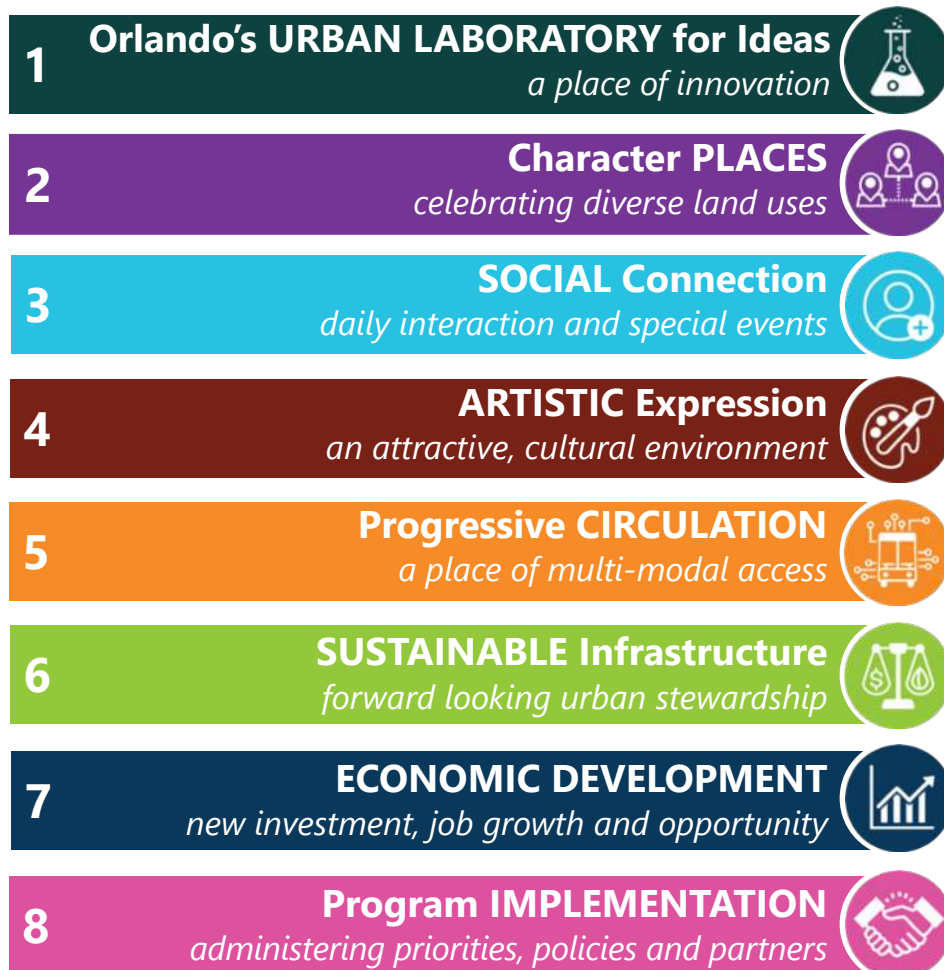 1
Orlando's URBAN LABORATORY for Ideas
a place of innovation
2
Character PLACES
celebrating diverse land uses
3
SOCIAL Connection
daily interaction and special events
4
ARTISTIC Expression
an attractive, cultural environment
5
Progressive CIRCULATION
a place of multi-modal access
6
SUSTAINABLE Infrastructure
forward looking urban stewardship
$
7
ECONOMIC DEVELOPMENT
new investment, job growth and opportunity
8
Program IMPLEMENTATION
administering priorities, policies and partners